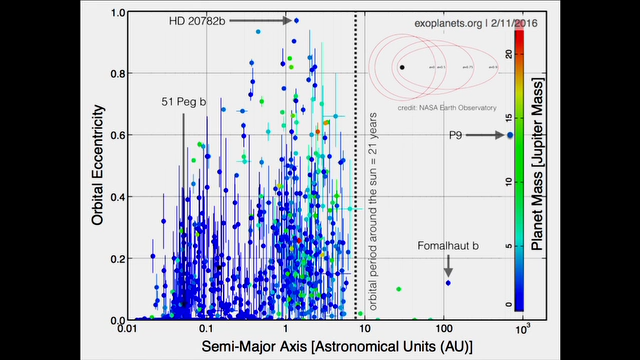 HD 20782b
exoplanets.org | 2/11/2016
credit: NASA Earth Observatory
51 Peg b
P9
Fomalhaut b
orbital period around the sun = 21 years
Orbital Eccentricity
1.0
0.8
0.6
0.4
0.2
0.0
0.01
0.1
1
10
100
10³
Semi-Major Axis [Astronomical Units (AU)]
20
15
10
5
0
Planet Mass [Jupiter Mass]